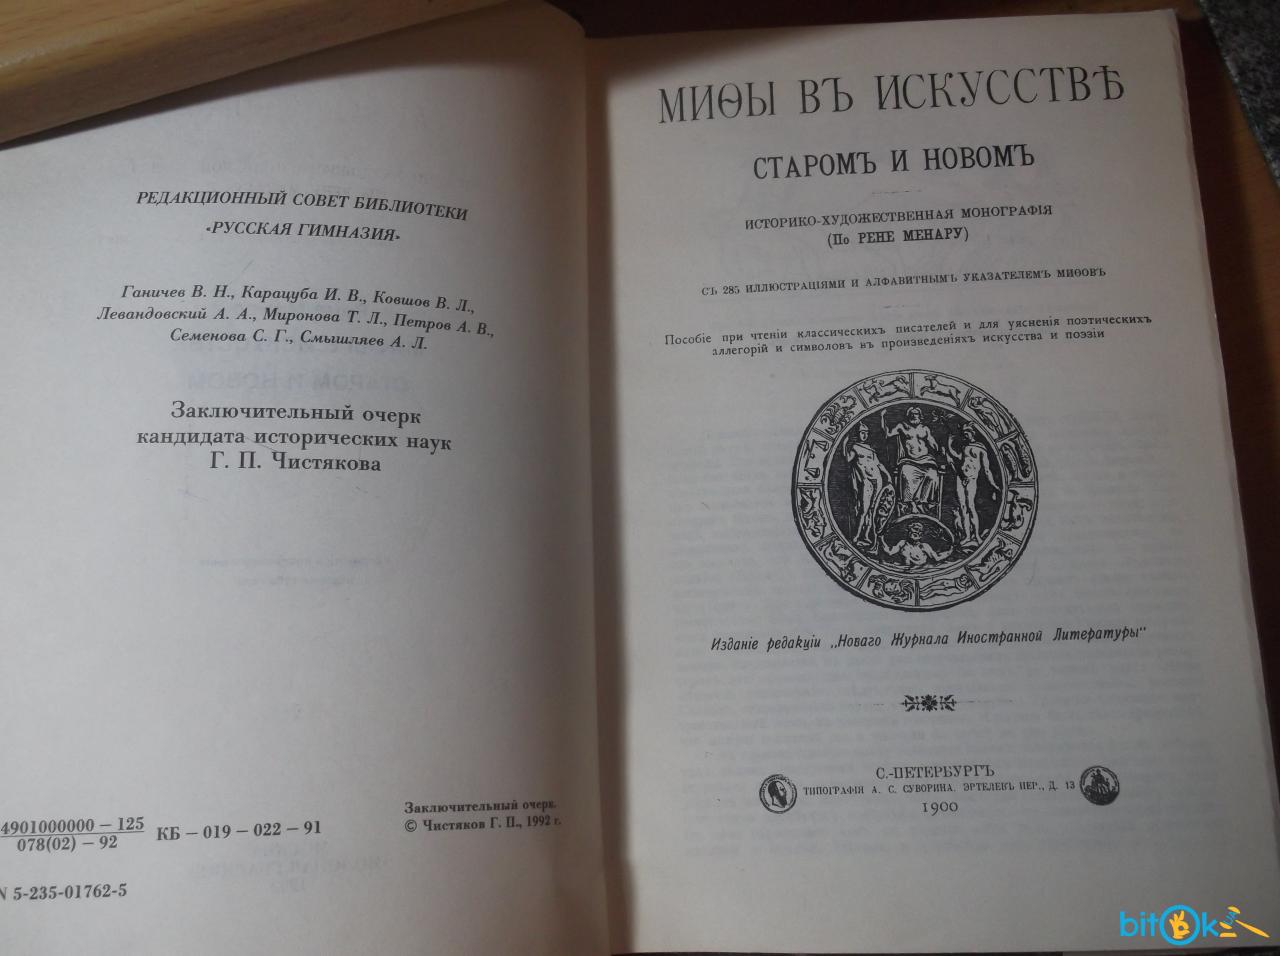 РЕДАКЦИОННЫЙ СОВЕТ БИБЛИОТЕКИ
«РУССКАЯ ГИМНАЗИЯ»
Ганичев В. Н., Карацуба И. В., Ковшов В. Л.,
Левандовский А. А., Миронова Т. Л., Петров А. В.,
Семенова С. Г., Смышляев А. Л.
Заключительный очерк
кандидата исторических наук
Г. П. Чистякова
4901000000 — 125
078(02) — 92
КБ — 019 — 022 — 91
Заключительный очерк.
© Чистяков Г. П., 1992 г.
N 5-235-01762-5
МИѲЫ ВЪ ИСКУССТВѢ
СТАРОМЪ И НОВОМЪ
ИСТОРИКО-ХУДОЖЕСТВЕННАЯ МОНОГРАФІЯ
(По РЕНЕ МЕНАРУ)
СЪ 285 ИЛЛЮСТРАЦІЯМИ И АЛФАВИТНЫМЪ УКАЗАТЕЛЕМЪ МИѲОВЪ
Пособіе при чтеніи классическихъ писателей и для уясненія поэтическихъ
аллегорій и символовъ въ произведеніяхъ искусства и поэзіи
Изданіе редакціи „Новаго Журнала Иностранной Литературы"
С.-ПЕТЕРБУРГЪ
ТИПОГРАФІЯ А. С. СУВОРИНА. ЭРТЕЛЕВЪ ПЕР., Д. 13
1900
bitOk